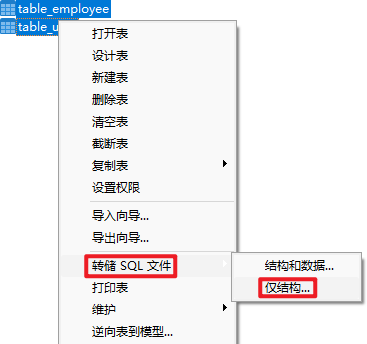 table_employee
table_u
打开表
设计表
新建表
删除表
清空表
截断表
复制表
设置权限
导入向导...
导出向导...
转储 SQL 文件
结构和数据...
仅结构...
打印表
维护
逆向表到模型...